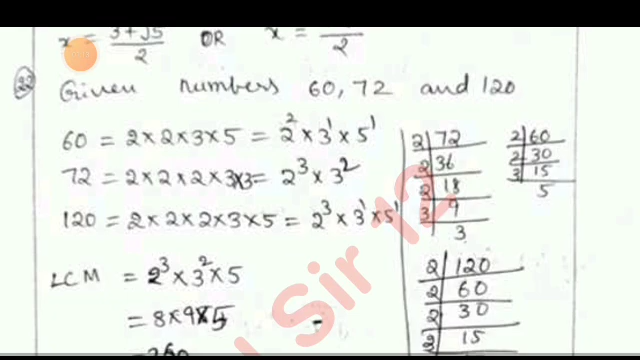 x = 3+√5/2 OR x = /2
22 Given numbers 60, 72 and 120
60 = 2×2×3×5 = 2² × 3¹ × 5¹
72 = 2×2×2×3×3 = 2³ × 3²
120 = 2×2×2×3×5 = 2³ × 3¹ × 5¹
LCM = 2³ × 3² × 5
= 8×9×5
= 360
2 72
2 36
2 18
3 9
3
2 60
2 30
3 15
5
2 120
2 60
2 30
2 15
Sir 12